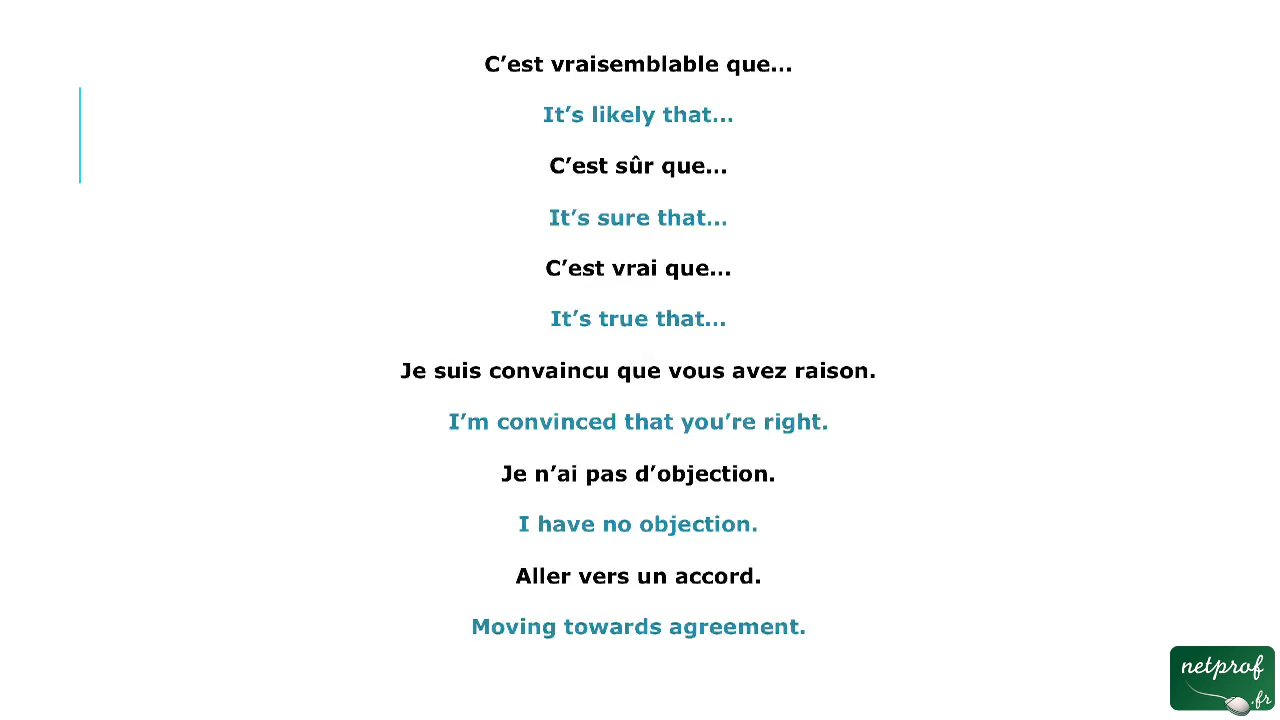 C’est vraisemblable que...
It’s likely that...
C’est sûr que...
It’s sure that...
C’est vrai que...
It’s true that...
Je suis convaincu que vous avez raison.
I’m convinced that you’re right.
Je n’ai pas d’objection.
I have no objection.
Aller vers un accord.
Moving towards agreement.
netprof
.fr